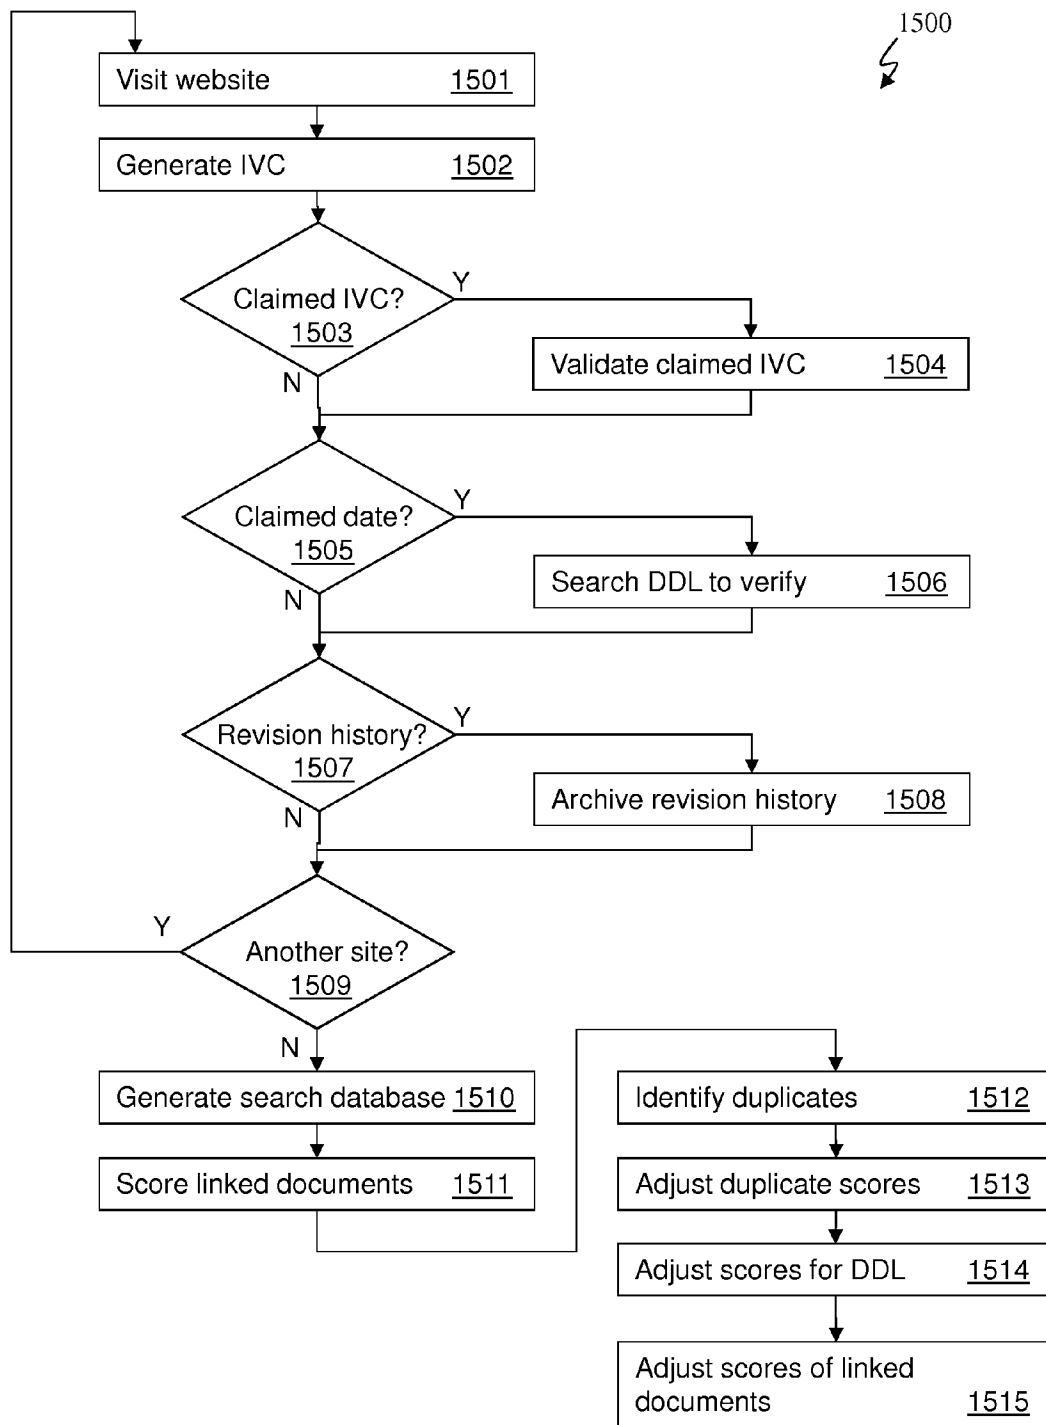 1500
Visit website 1501
Generate IVC 1502
Claimed IVC?
1503
Y
N
Validate claimed IVC 1504
Claimed date?
1505
Y
N
Search DDL to verify 1506
Revision history?
1507
Y
N
Archive revision history 1508
Another site?
1509
Y
N
Generate search database 1510
Score linked documents 1511
Identify duplicates 1512
Adjust duplicate scores 1513
Adjust scores for DDL 1514
Adjust scores of linked
documents 1515